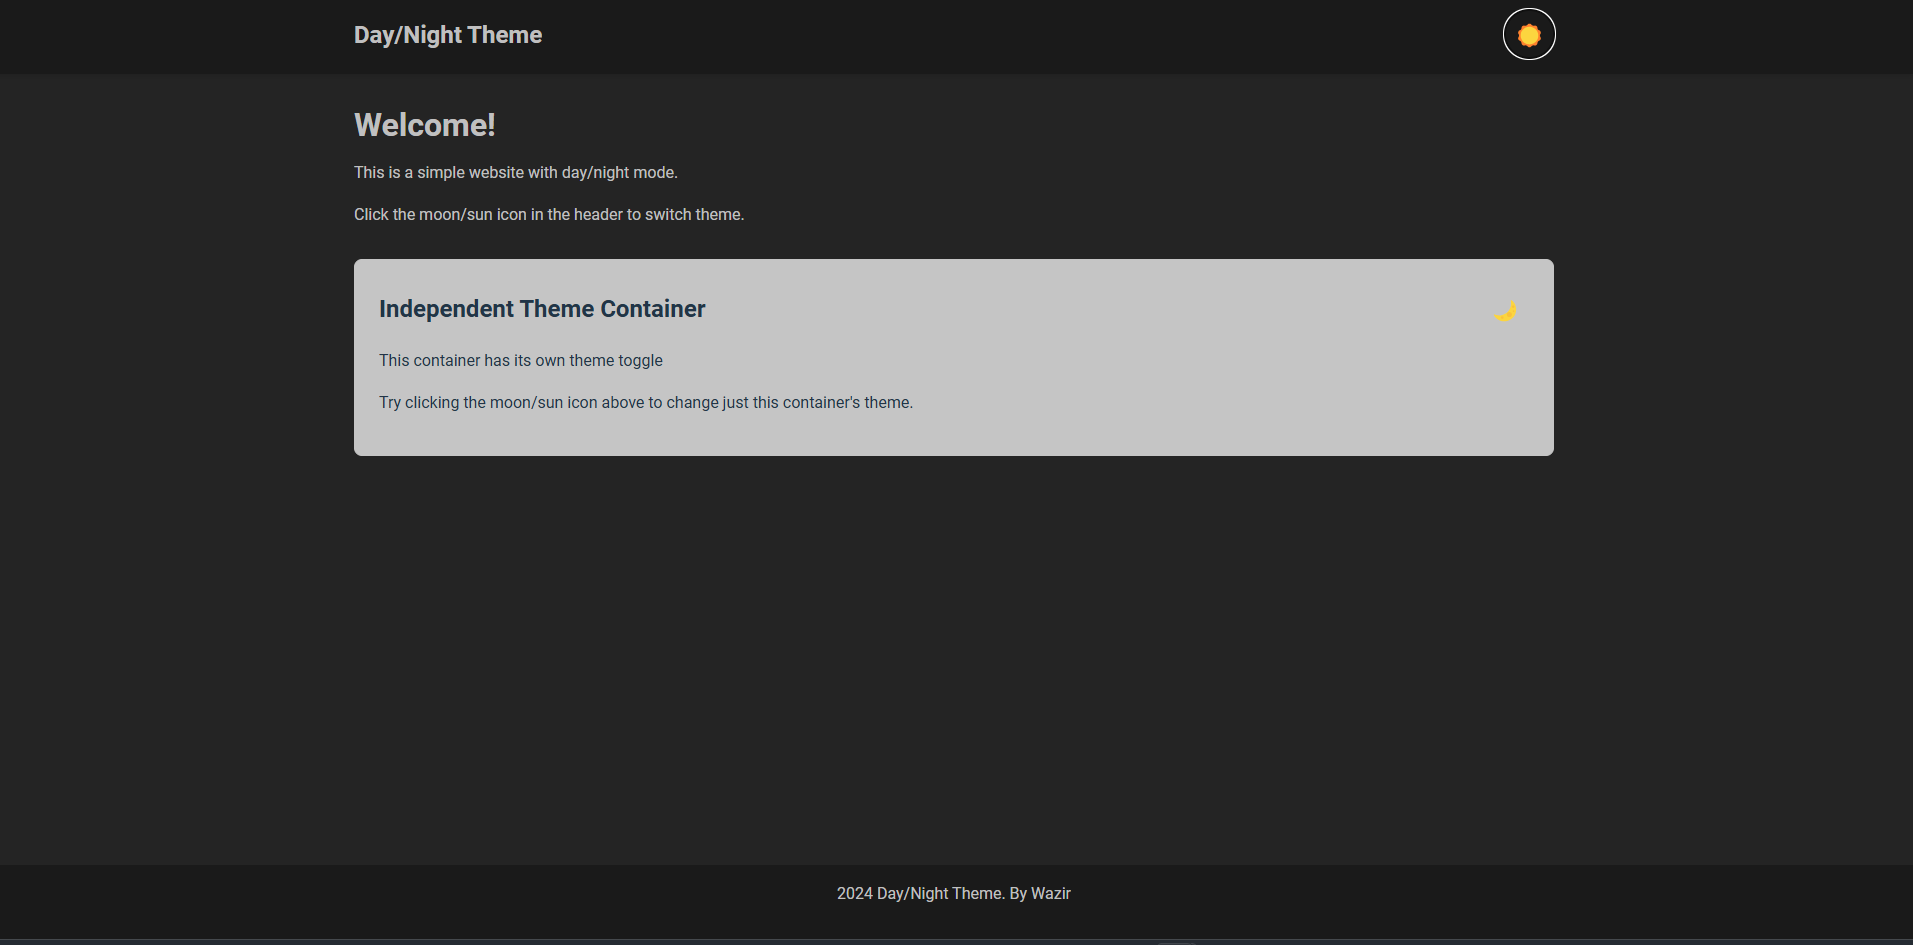 Day/Night Theme
Welcome!
This is a simple website with day/night mode.
Click the moon/sun icon in the header to switch theme.
Independent Theme Container
This container has its own theme toggle
Try clicking the moon/sun icon above to change just this container's theme.
2024 Day/Night Theme. By Wazir